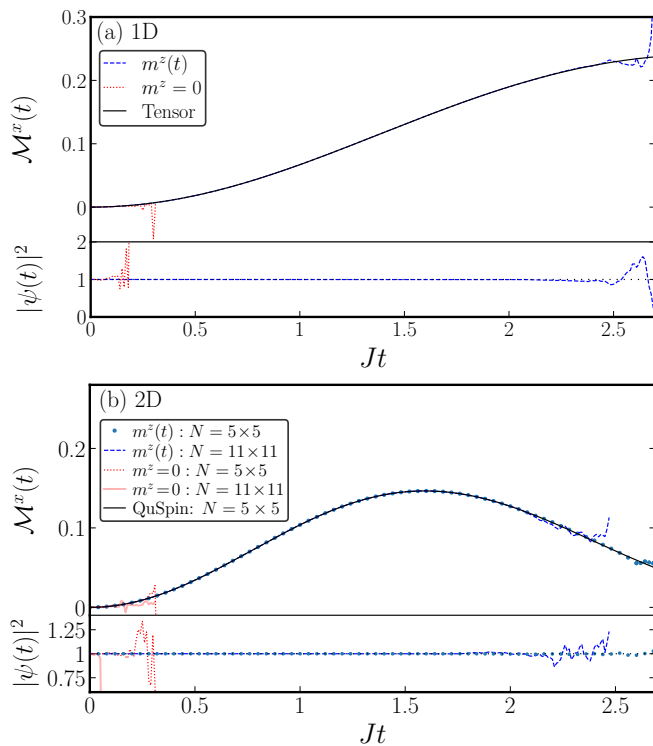 (a) 1D
0.3
m^z(t)
m^z = 0
Tensor
0.2
0.1
0
𝓜^x(t)
2
1
0
|ψ(t)|^2
0 0.5 1 1.5 2 2.5
Jt
(b) 2D
m^z(t) : N = 5×5
m^z(t) : N = 11×11
m^z=0 : N = 5×5
m^z=0 : N = 11×11
QuSpin: N = 5 × 5
0.2
0.1
0
𝓜^x(t)
1.25
1
0.75
|ψ(t)|^2
0 0.5 1 1.5 2 2.5
Jt